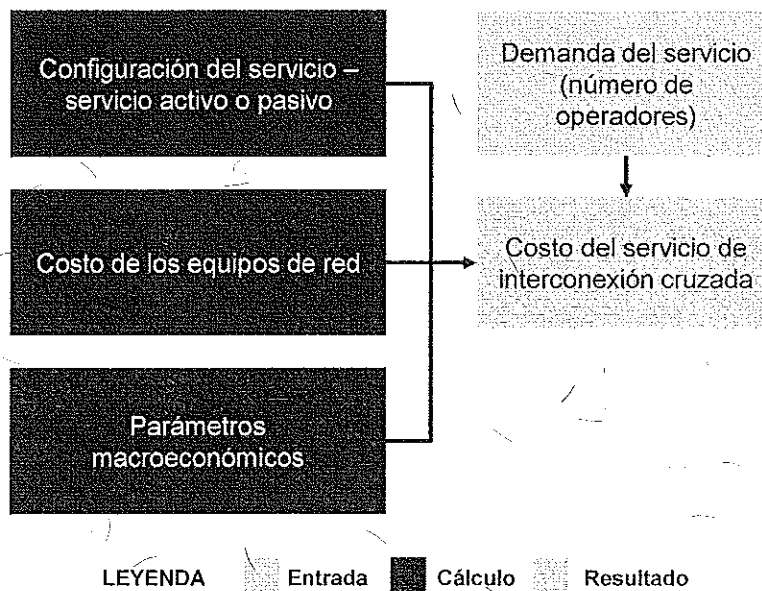 Configuración del servicio –
servicio activo o pasivo
Demanda del servicio
(número de
operadores)
Costo de los equipos de red
Costo del servicio de
interconexión cruzada
Parámetros
macroeconómicos
LEYENDA
Entrada
Cálculo
Resultado